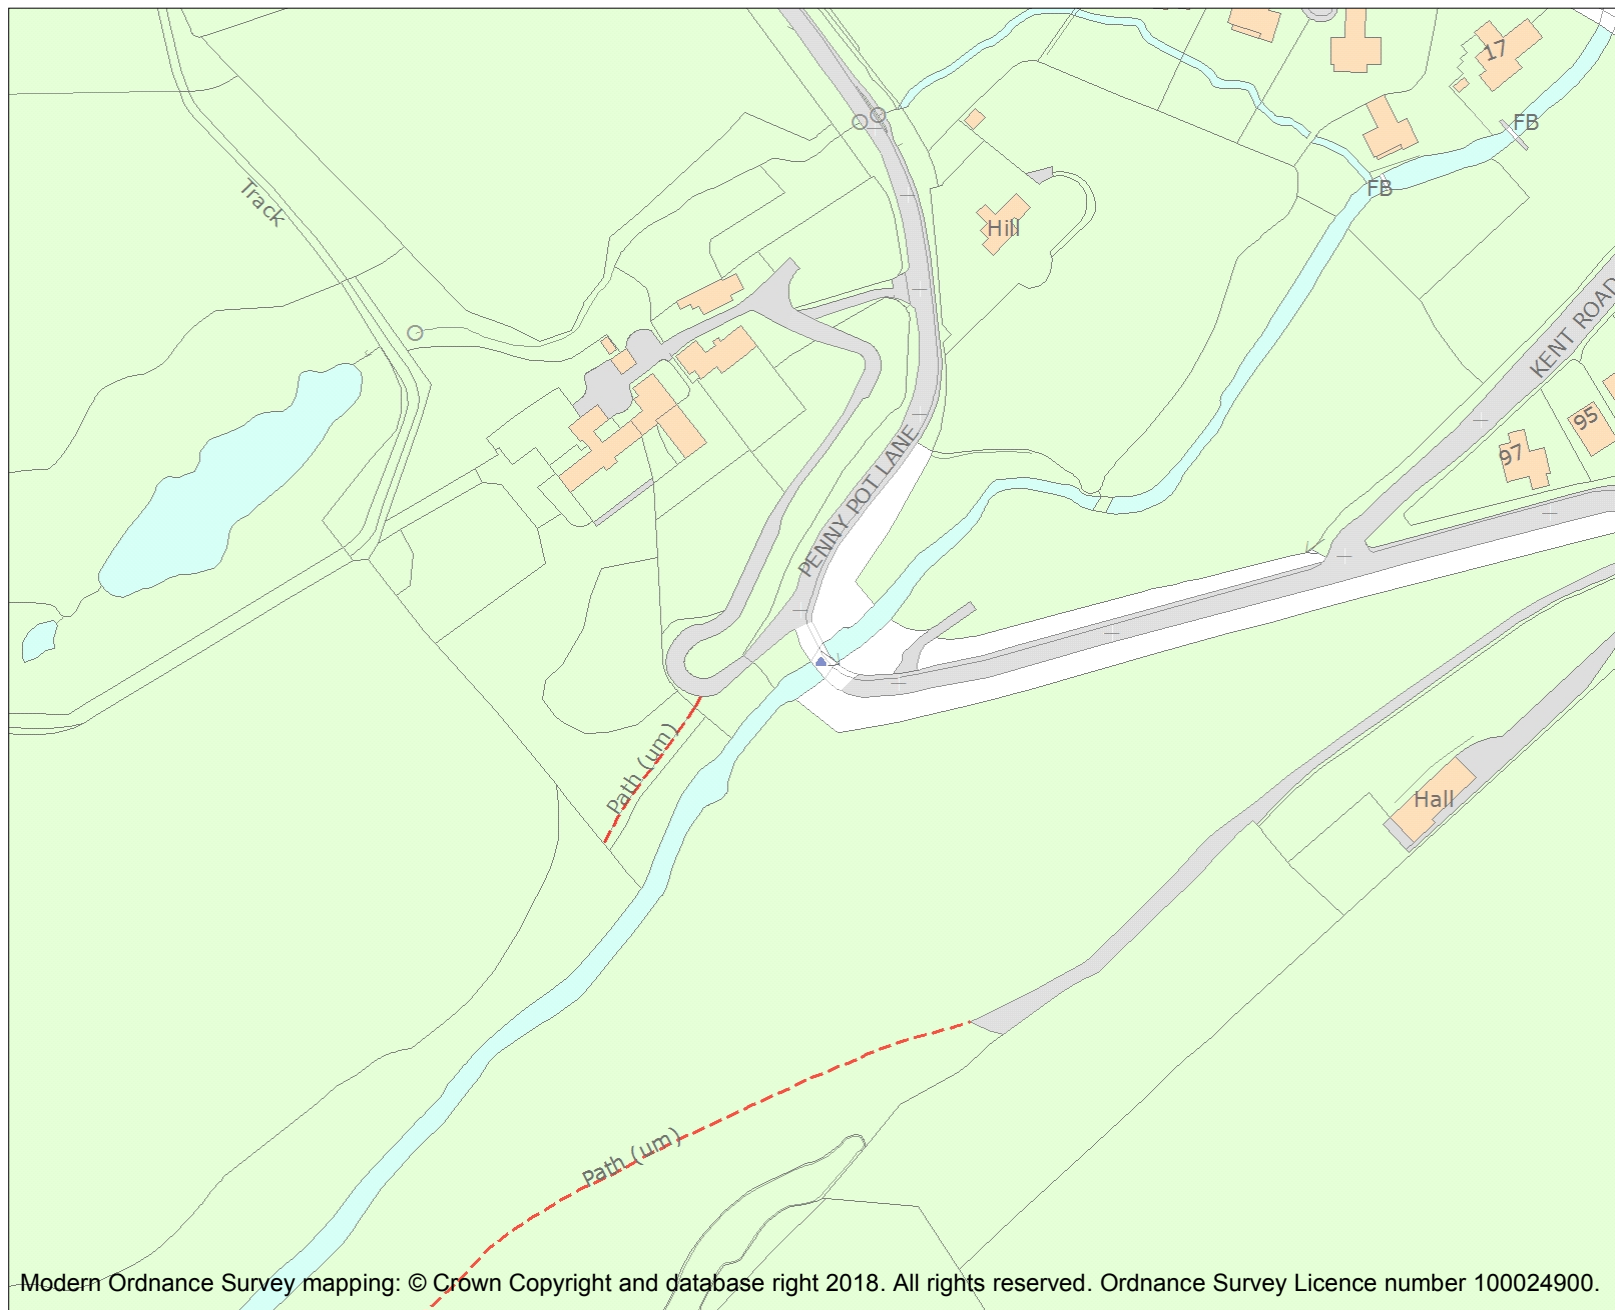 17
FB
FB
Track
Hill
KENT ROAD
95
97
PENNY POT LANE
Path (um)
Hall
Path (um)
Modern Ordnance Survey mapping: © Crown Copyright and database right 2018. All rights reserved. Ordnance Survey Licence number 100024900.